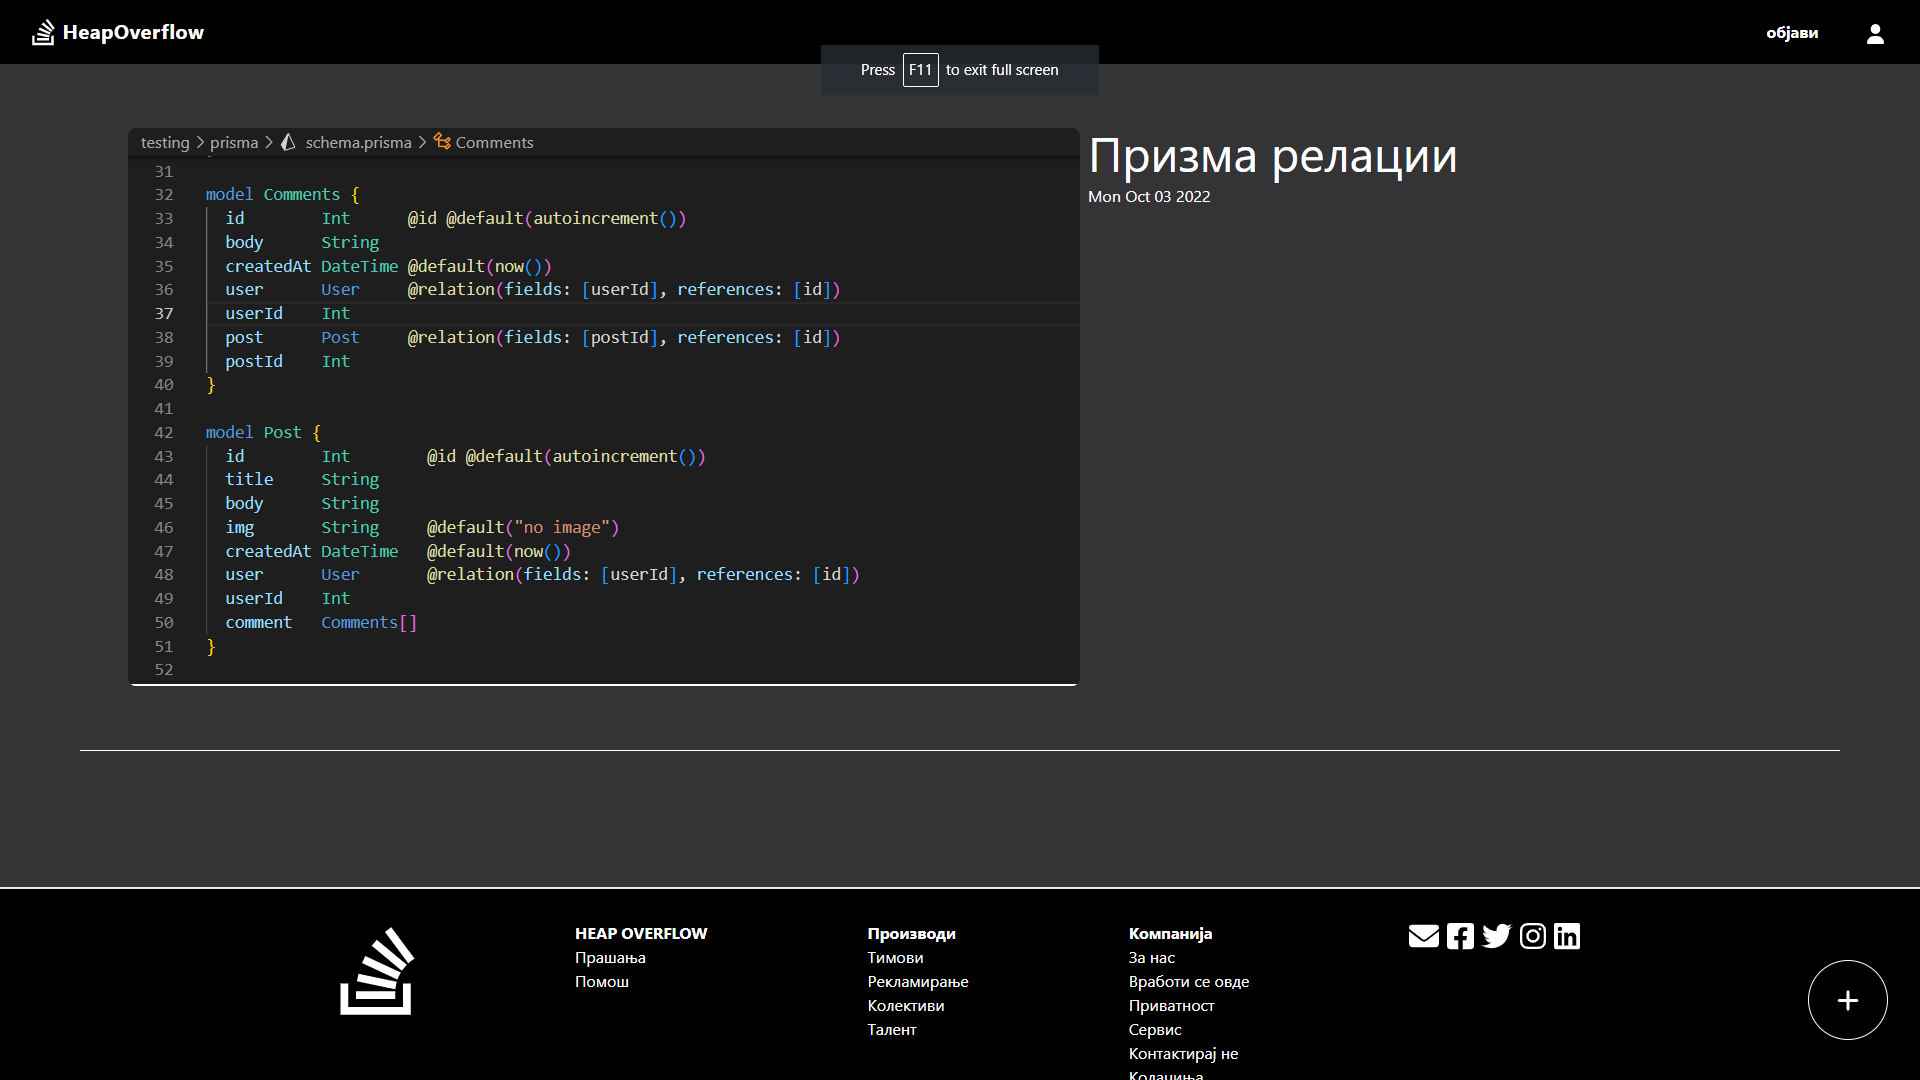 HeapOverflow
објави
Press F11 to exit full screen
testing > prisma > schema.prisma > Comments
31
32 model Comments {
33 id Int @id @default(autoincrement())
34 body String
35 createdAt DateTime @default(now())
36 user User @relation(fields: [userId], references: [id])
37 userId Int
38 post Post @relation(fields: [postId], references: [id])
39 postId Int
40 }
41
42 model Post {
43 id Int @id @default(autoincrement())
44 title String
45 body String
46 img String @default("no image")
47 createdAt DateTime @default(now())
48 user User @relation(fields: [userId], references: [id])
49 userId Int
50 comment Comments[]
51 }
52
Призма релации
Mon Oct 03 2022
HEAP OVERFLOW
Прашања
Помош
Производи
Тимови
Рекламирање
Колективи
Талент
Компанија
За нас
Вработи се овде
Приватност
Сервис
Контактирај не
Колачиња